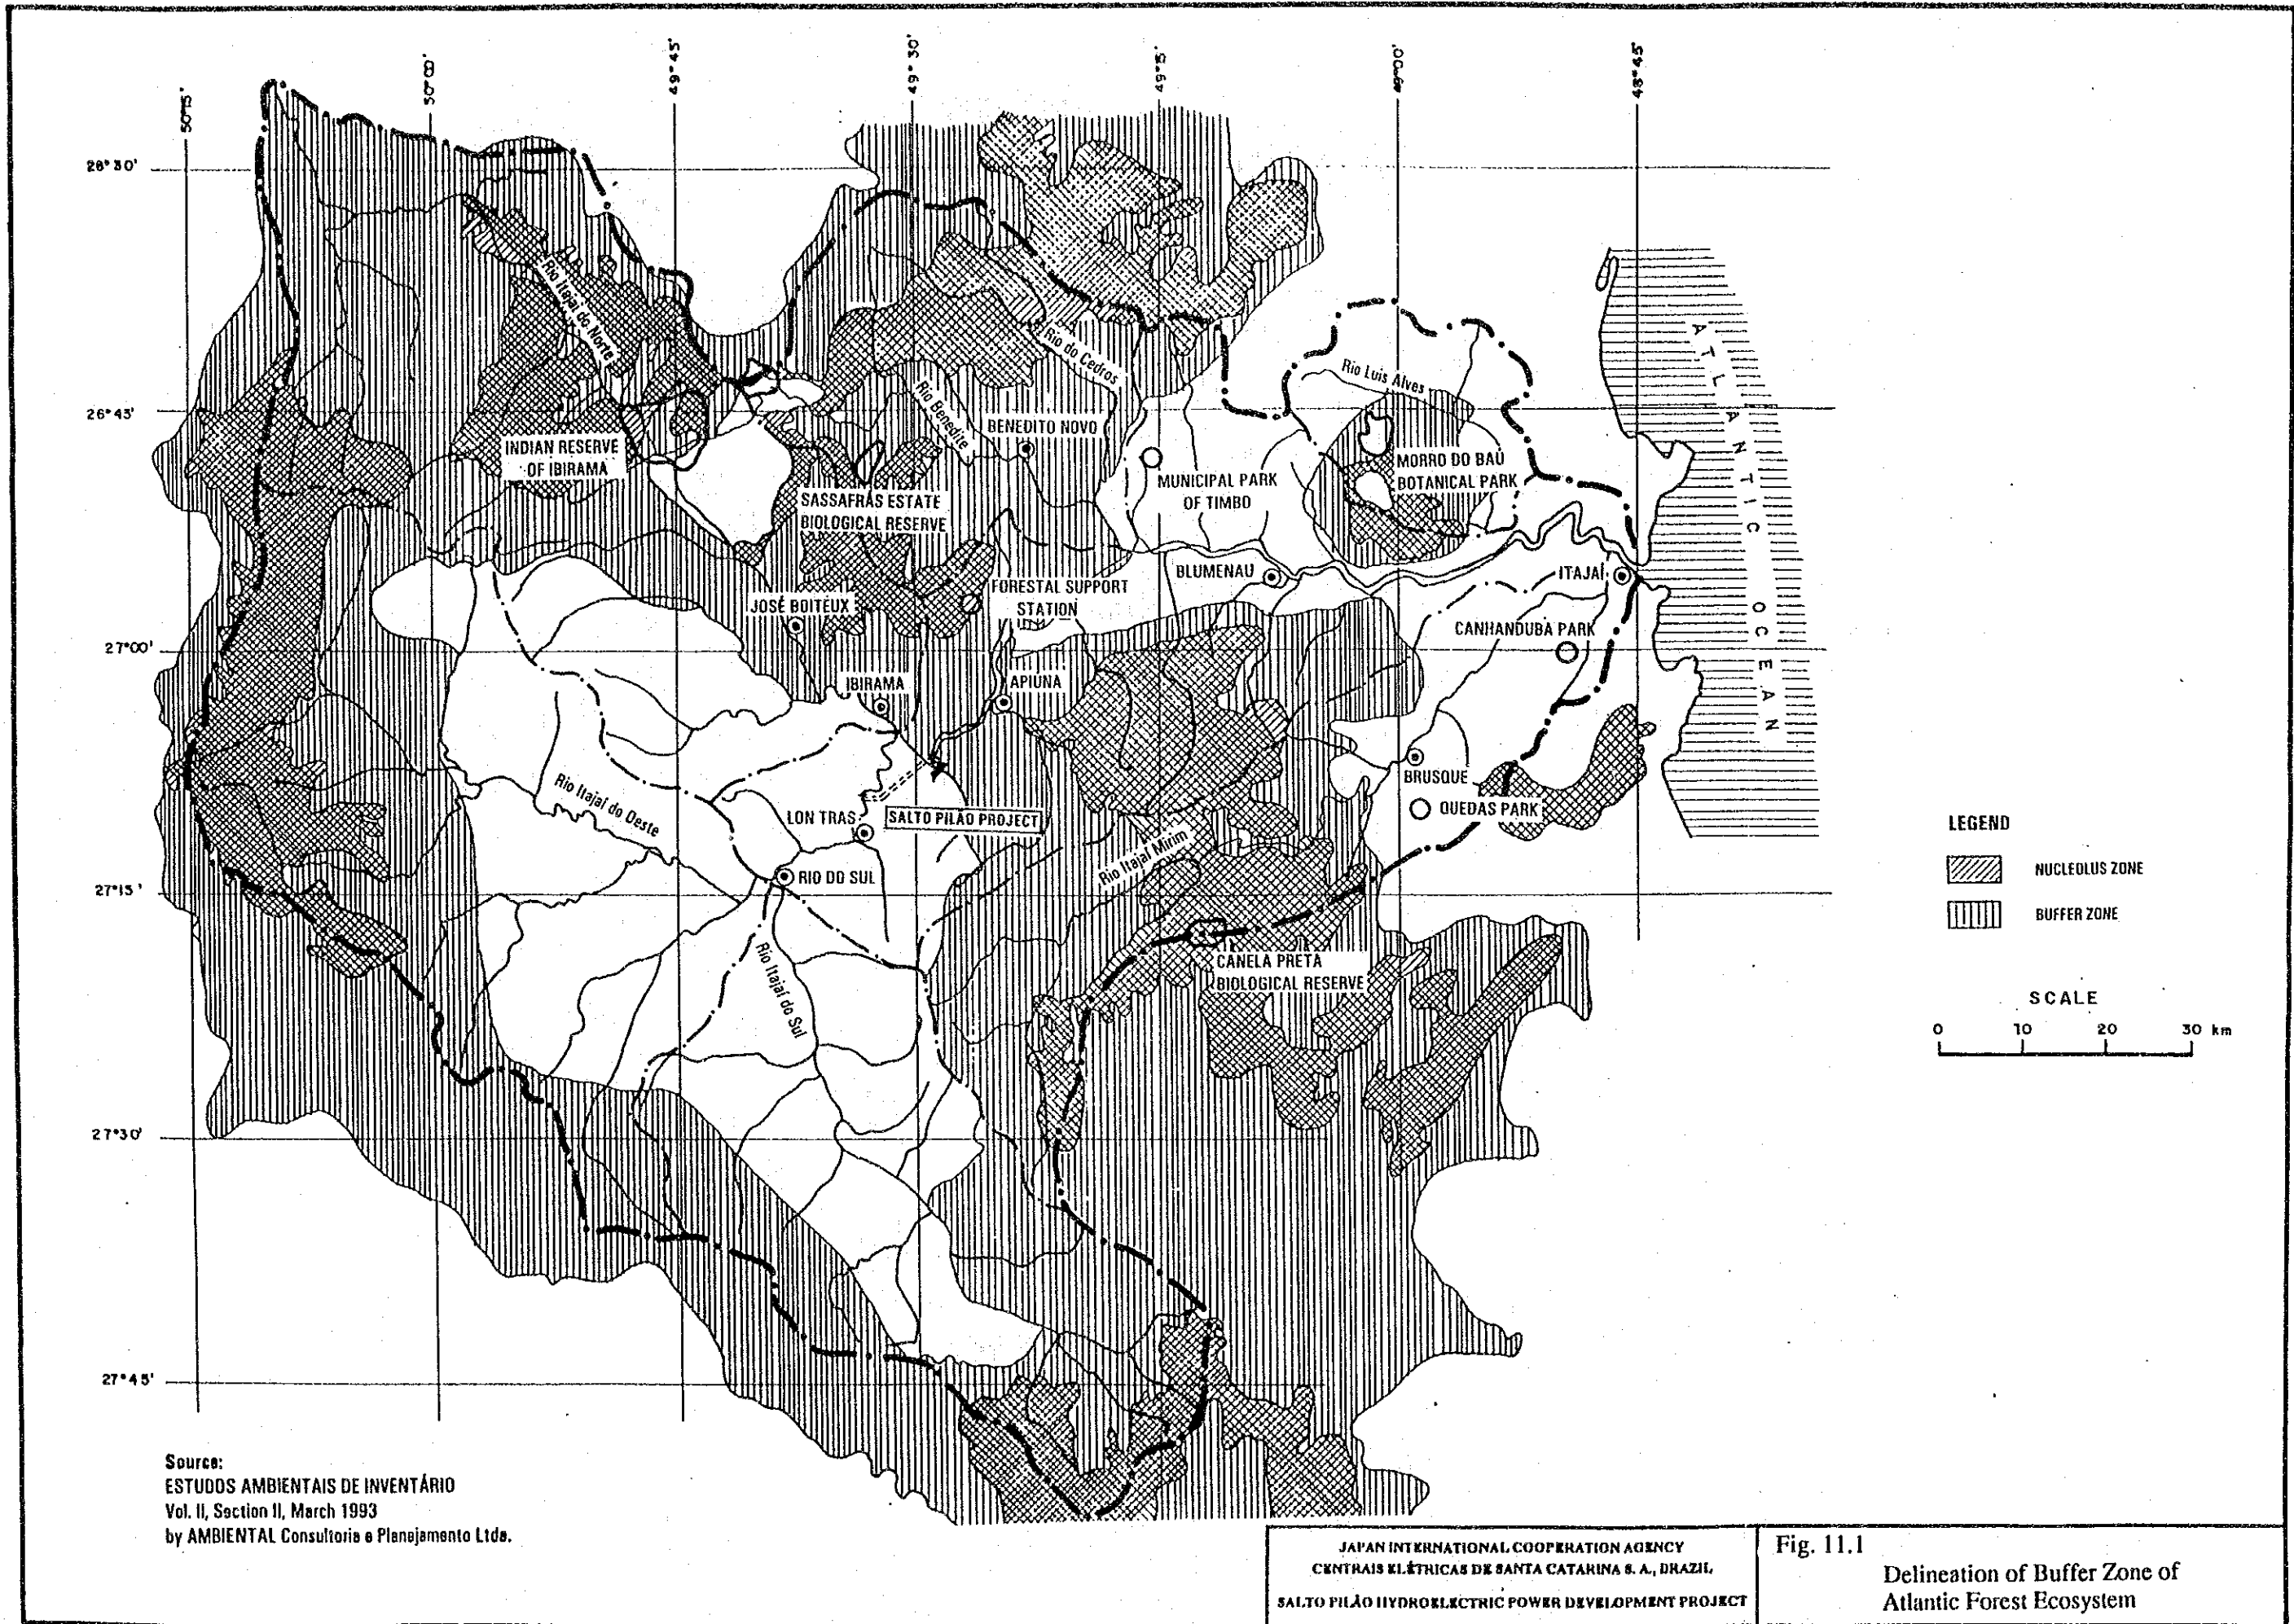 50°15'
50°00'
49°45'
49°30'
49°15'
49°00'
48°45'
26°30'
26°45'
27°00'
27°15'
27°30'
27°45'
Rio Itajaí do Norte
Rio do Cedros
Rio Benedito
Rio Luis Alves
ATLANTIC OCEAN
INDIAN RESERVE
OF IBIRAMA
BENEDITO NOVO
SASSAFRAS ESTATE
BIOLOGICAL RESERVE
MUNICIPAL PARK
OF TIMBO
MORRO DO BAÚ
BOTANICAL PARK
BLUMENAU
ITAJAÍ
JOSÉ BOITEUX
FORESTAL SUPPORT
STATION
CANHANDUBA PARK
IBIRAMA
APIUNA
BRUSQUE
QUEDAS PARK
Rio Itajaí do Oeste
LON TRAS
SALTO PILÃO PROJECT
RIO DO SUL
Rio Itajaí Mirim
Rio Itajaí do Sul
CANELA PRETA
BIOLOGICAL RESERVE
LEGEND
NUCLEOLUS ZONE
BUFFER ZONE
SCALE
0 10 20 30 km
Source:
ESTUDOS AMBIENTAIS DE INVENTÁRIO
Vol. II, Section II, March 1993
by AMBIENTAL Consultoria e Planejamento Ltda.
JAPAN INTERNATIONAL COOPERATION AGENCY
CENTRAIS ELÉTRICAS DE SANTA CATARINA S. A., BRAZIL
SALTO PILÃO HYDROELECTRIC POWER DEVELOPMENT PROJECT
Fig. 11.1
Delineation of Buffer Zone of
Atlantic Forest Ecosystem